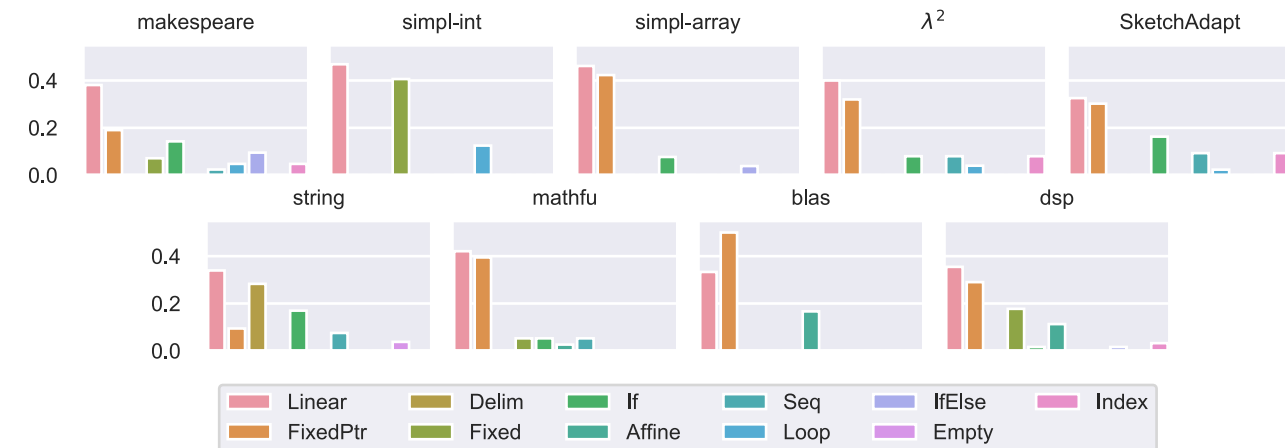 makespeare simpl-int simpl-array λ² SketchAdapt
0.4
0.2
0.0
string mathfu blas dsp
0.4
0.2
0.0
Linear Delim If Seq IfElse Index
FixedPtr Fixed Affine Loop Empty